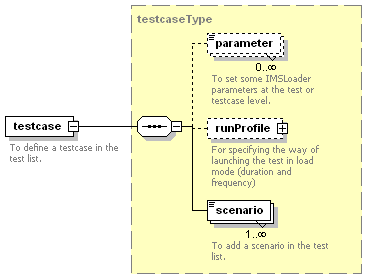 testcaseType
parameter
0..∞
To set some IMSLoader
parameters at the test or
testcase level.
testcase
To define a testcase in the
test list.
runProfile
For specifying the way of
launching the test in load
mode (duration and
frequency)
scenario
1..∞
To add a scenario in the test
list.